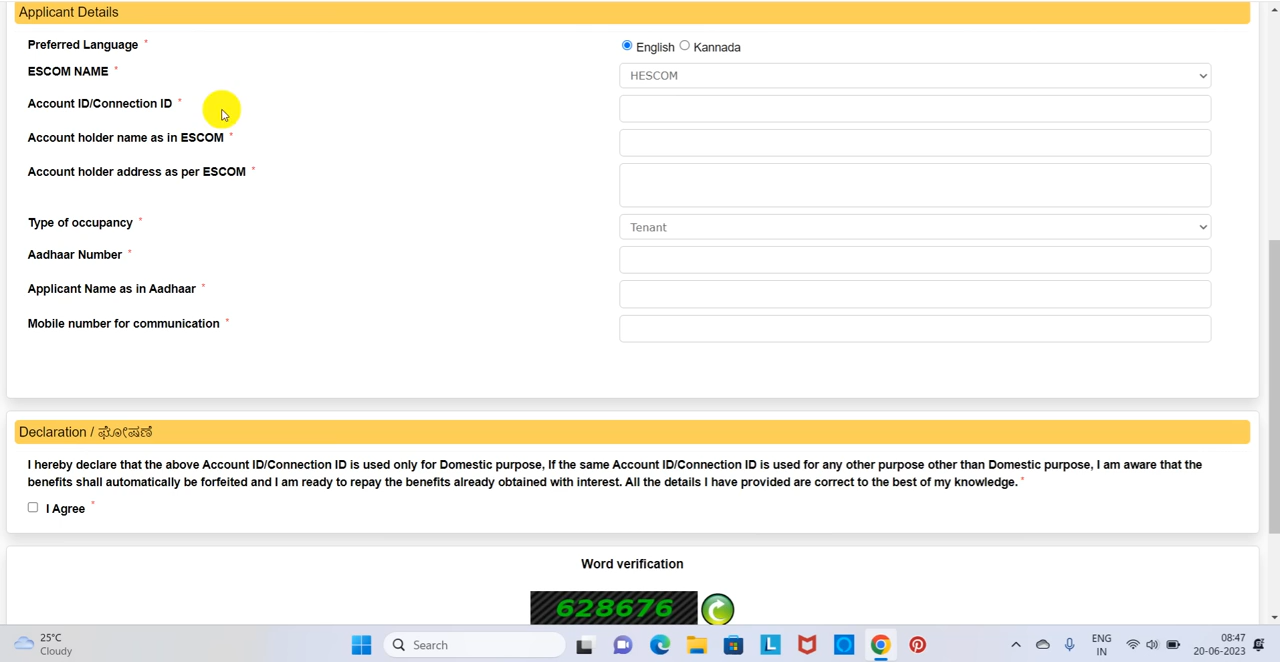 Applicant Details
Preferred Language *
English Kannada
ESCOM NAME *
HESCOM
Account ID/Connection ID *
Account holder name as in ESCOM *
Account holder address as per ESCOM *
Type of occupancy *
Tenant
Aadhaar Number *
Applicant Name as in Aadhaar *
Mobile number for communication *
Declaration / ಘೋಷಣೆ
I hereby declare that the above Account ID/Connection ID is used only for Domestic purpose, If the same Account ID/Connection ID is used for any other purpose other than Domestic purpose, I am aware that the
benefits shall automatically be forfeited and I am ready to repay the benefits already obtained with interest. All the details I have provided are correct to the best of my knowledge. *
I Agree *
Word verification
628676
25°C
Cloudy
Search
L
ENG
IN
08:47
20-06-2023